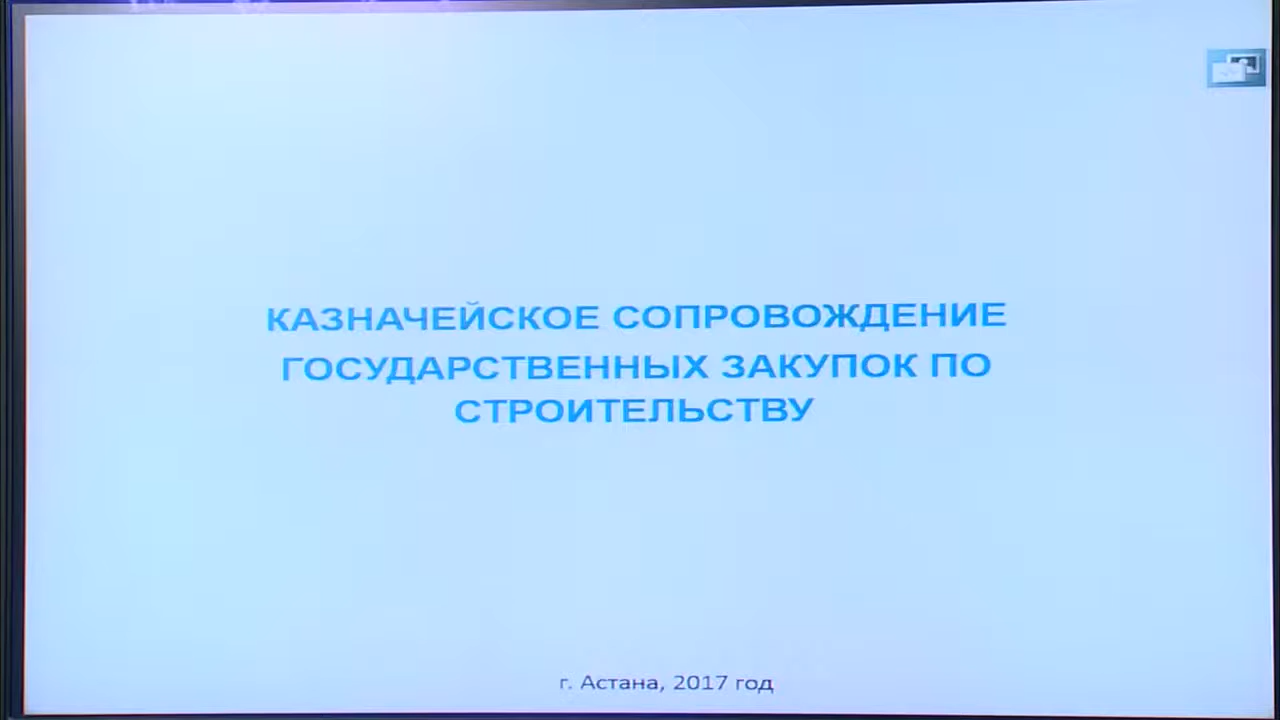 КАЗНАЧЕЙСКОЕ СОПРОВОЖДЕНИЕ
ГОСУДАРСТВЕННЫХ ЗАКУПОК ПО
СТРОИТЕЛЬСТВУ
г. Астана, 2017 год